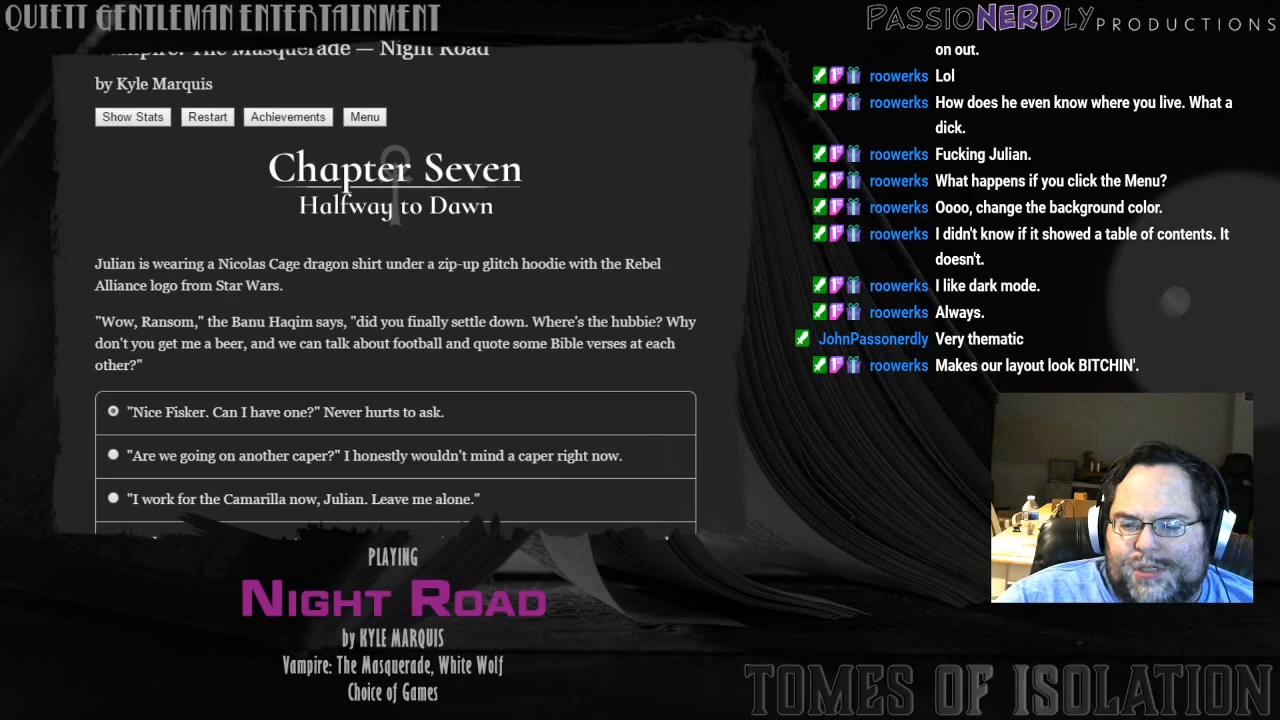 QUIETT GENTLEMAN ENTERTAINMENT
PASSIONERDLY PRODUCTIONS
Vampire: The Masquerade — Night Road
by Kyle Marquis
Show Stats Restart Achievements Menu
Chapter Seven
Halfway to Dawn
Julian is wearing a Nicolas Cage dragon shirt under a zip-up glitch hoodie with the Rebel
Alliance logo from Star Wars.
"Wow, Ransom," the Banu Haqim says, "did you finally settle down. Where's the hubbie? Why
don't you get me a beer, and we can talk about football and quote some Bible verses at each
other?"
"Nice Fisker. Can I have one?" Never hurts to ask.
"Are we going on another caper?" I honestly wouldn't mind a caper right now.
"I work for the Camarilla now, Julian. Leave me alone."
PLAYING
NIGHT ROAD
by KYLE MARQUIS
Vampire: The Masquerade, White Wolf
Choice of Games
on out.
roowerks Lol
roowerks How does he even know where you live. What a
dick.
roowerks Fucking Julian.
roowerks What happens if you click the Menu?
roowerks Oooo, change the background color.
roowerks I didn't know if it showed a table of contents. It
doesn't.
roowerks I like dark mode.
roowerks Always.
JohnPassonerdly Very thematic
roowerks Makes our layout look BITCHIN'.
TOMES OF ISOLATION